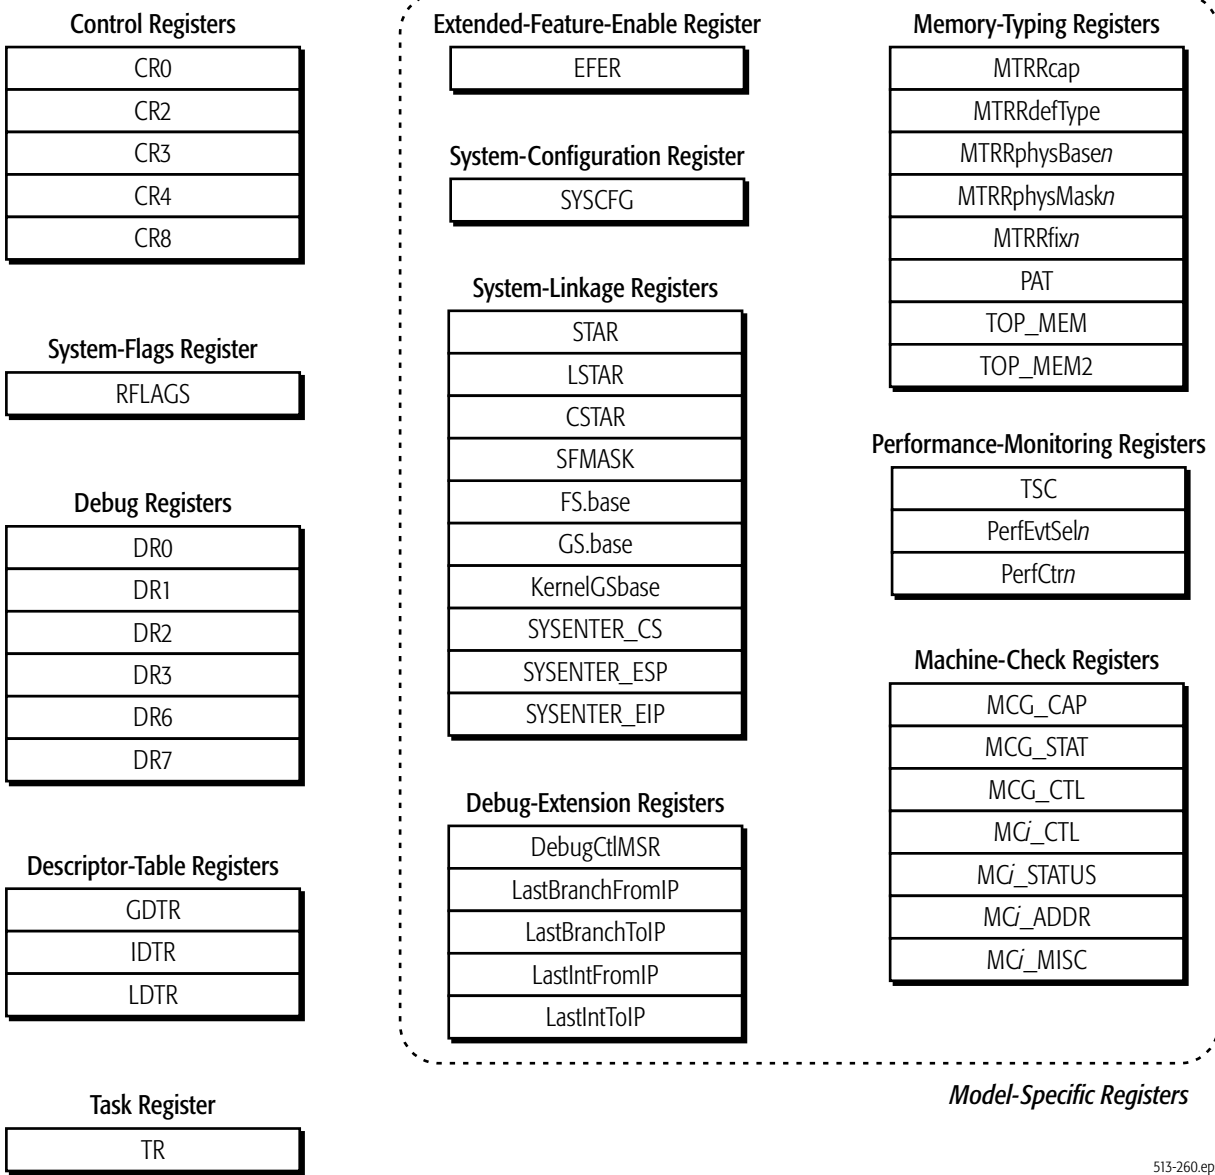 Control Registers
CR0
CR2
CR3
CR4
CR8
System-Flags Register
RFLAGS
Debug Registers
DR0
DR1
DR2
DR3
DR6
DR7
Descriptor-Table Registers
GDTR
IDTR
LDTR
Task Register
TR
Extended-Feature-Enable Register
EFER
System-Configuration Register
SYSCFG
System-Linkage Registers
STAR
LSTAR
CSTAR
SFMASK
FS.base
GS.base
KernelGSbase
SYSENTER_CS
SYSENTER_ESP
SYSENTER_EIP
Debug-Extension Registers
DebugCtlMSR
LastBranchFromIP
LastBranchToIP
LastIntFromIP
LastIntToIP
Memory-Typing Registers
MTRRcap
MTRRdefType
MTRRphysBasen
MTRRphysMaskn
MTRRfixn
PAT
TOP_MEM
TOP_MEM2
Performance-Monitoring Registers
TSC
PerfEvtSeln
PerfCtrn
Machine-Check Registers
MCG_CAP
MCG_STAT
MCG_CTL
MCi_CTL
MCi_STATUS
MCi_ADDR
MCi_MISC
Model-Specific Registers
513-260.ep